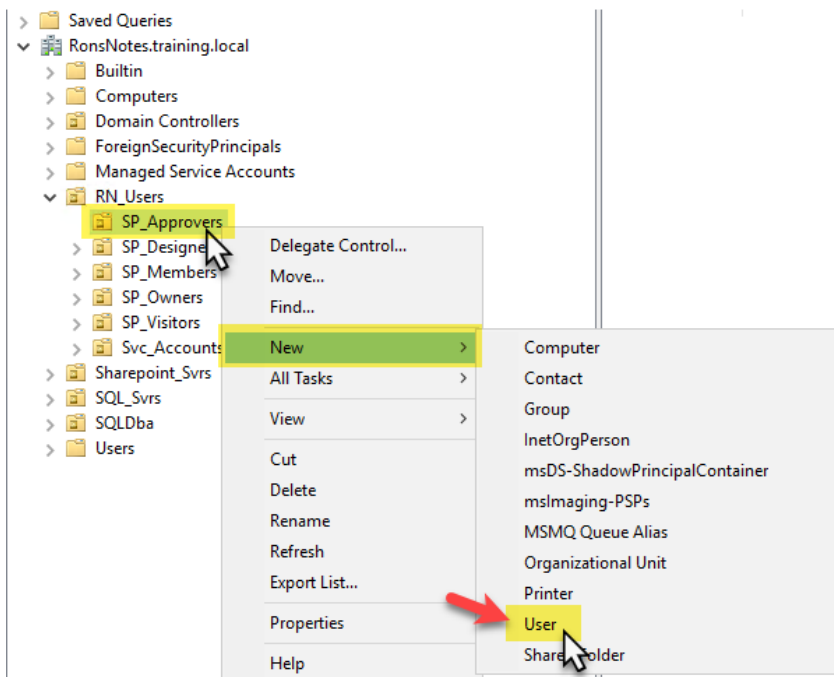 Saved Queries
RonsNotes.training.local
Builtin
Computers
Domain Controllers
ForeignSecurityPrincipals
Managed Service Accounts
RN_Users
SP_Approvers
SP_Designe
SP_Members
SP_Owners
SP_Visitors
Svc_Accounts
Sharepoint_Svrs
SQL_Svrs
SQLDba
Users
Delegate Control...
Move...
Find...
New
All Tasks
View
Cut
Delete
Rename
Refresh
Export List...
Properties
Help
Computer
Contact
Group
InetOrgPerson
msDS-ShadowPrincipalContainer
msImaging-PSPs
MSMQ Queue Alias
Organizational Unit
Printer
User
Share Folder